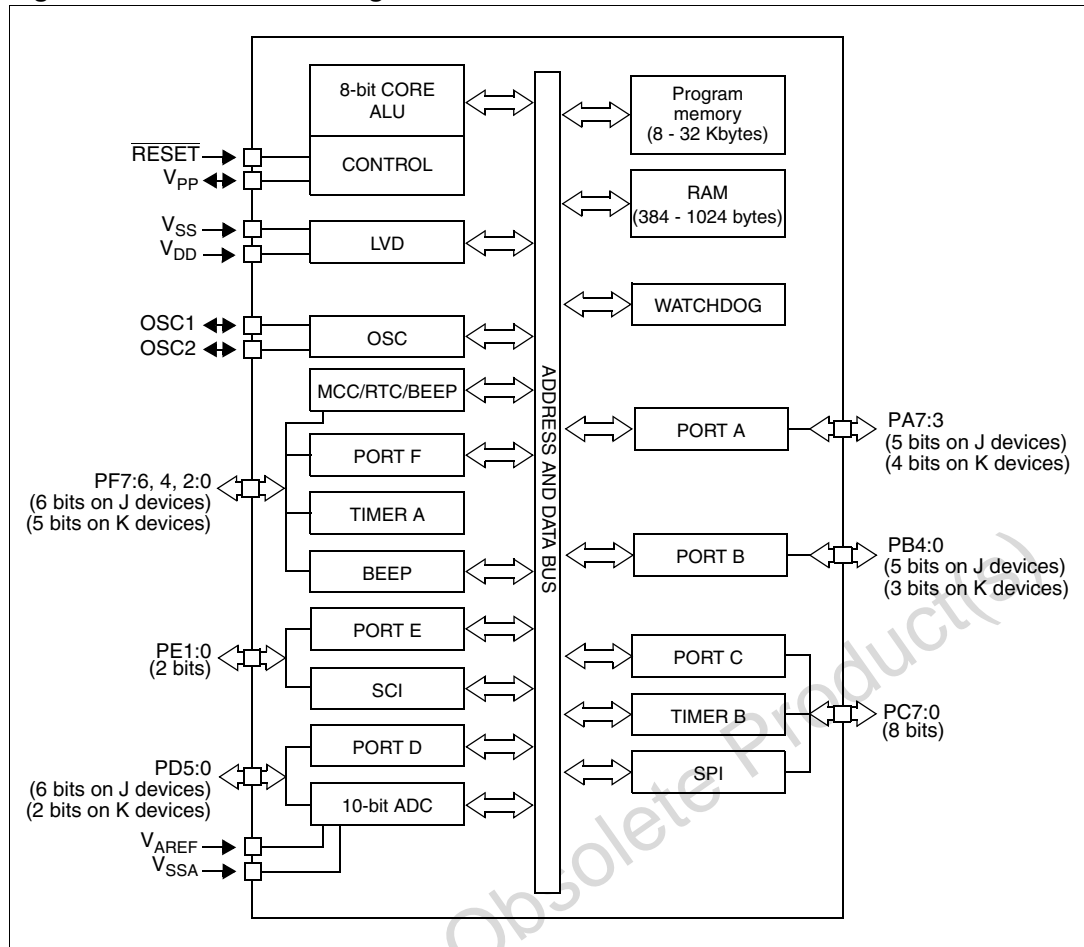 8-bit CORE
ALU
CONTROL
RESET
VPP
VSS
VDD
LVD
OSC1
OSC2
OSC
MCC/RTC/BEEP
PORT F
PF7:6, 4, 2:0
(6 bits on J devices)
(5 bits on K devices)
TIMER A
BEEP
PORT E
PE1:0
(2 bits)
SCI
PORT D
PD5:0
(6 bits on J devices)
(2 bits on K devices)
10-bit ADC
VAREF
VSSA
ADDRESS AND DATA BUS
Program
memory
(8 - 32 Kbytes)
RAM
(384 - 1024 bytes)
WATCHDOG
PORT A
PA7:3
(5 bits on J devices)
(4 bits on K devices)
PORT B
PB4:0
(5 bits on J devices)
(3 bits on K devices)
PORT C
TIMER B
PC7:0
(8 bits)
SPI
Obsolete Product(s)